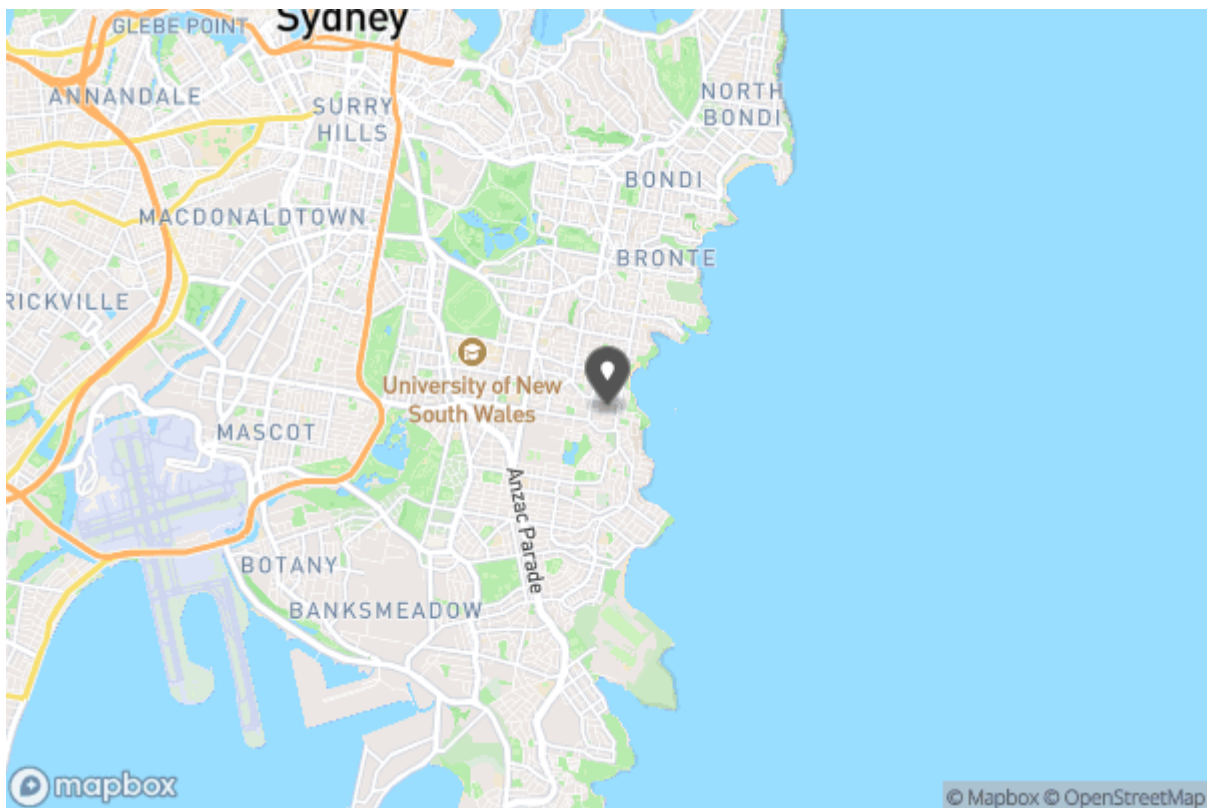 Sydney
GLEBE POINT
ANNANDALE
SURRY
HILLS
NORTH
BONDI
BONDI
MACDONALDTOWN
BRONTE
RICKVILLE
University of New
South Wales
MASCOT
Anzac Parade
BOTANY
BANKSMEADOW
mapbox
© Mapbox © OpenStreetMap